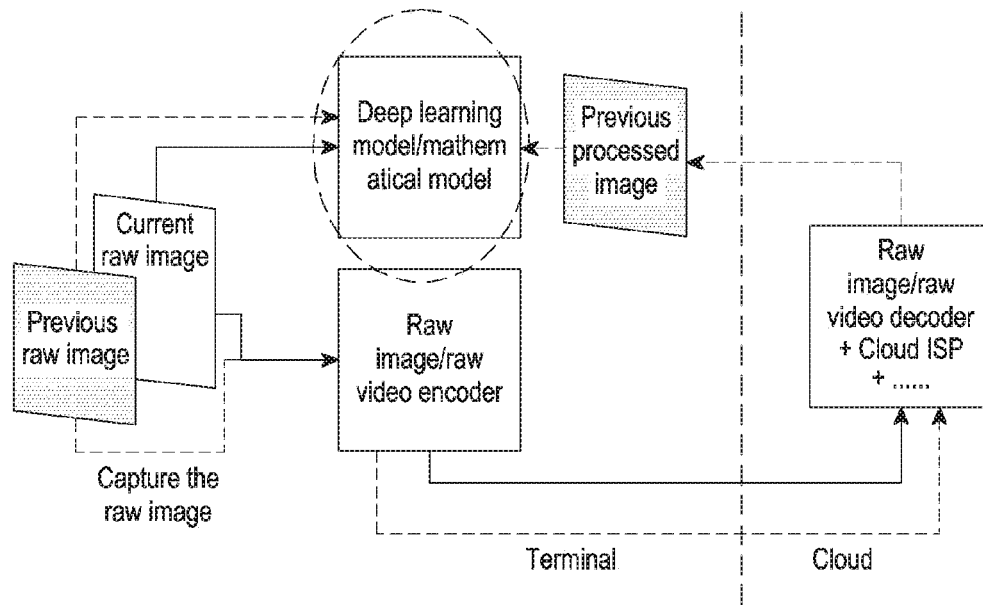 Deep learning
model/mathem
atical model
Previous
processed
image
Current
raw image
Previous
raw image
Raw
image/raw
video encoder
Raw
image/raw
video decoder
+ Cloud ISP
+ ......
Capture the
raw image
Terminal
Cloud